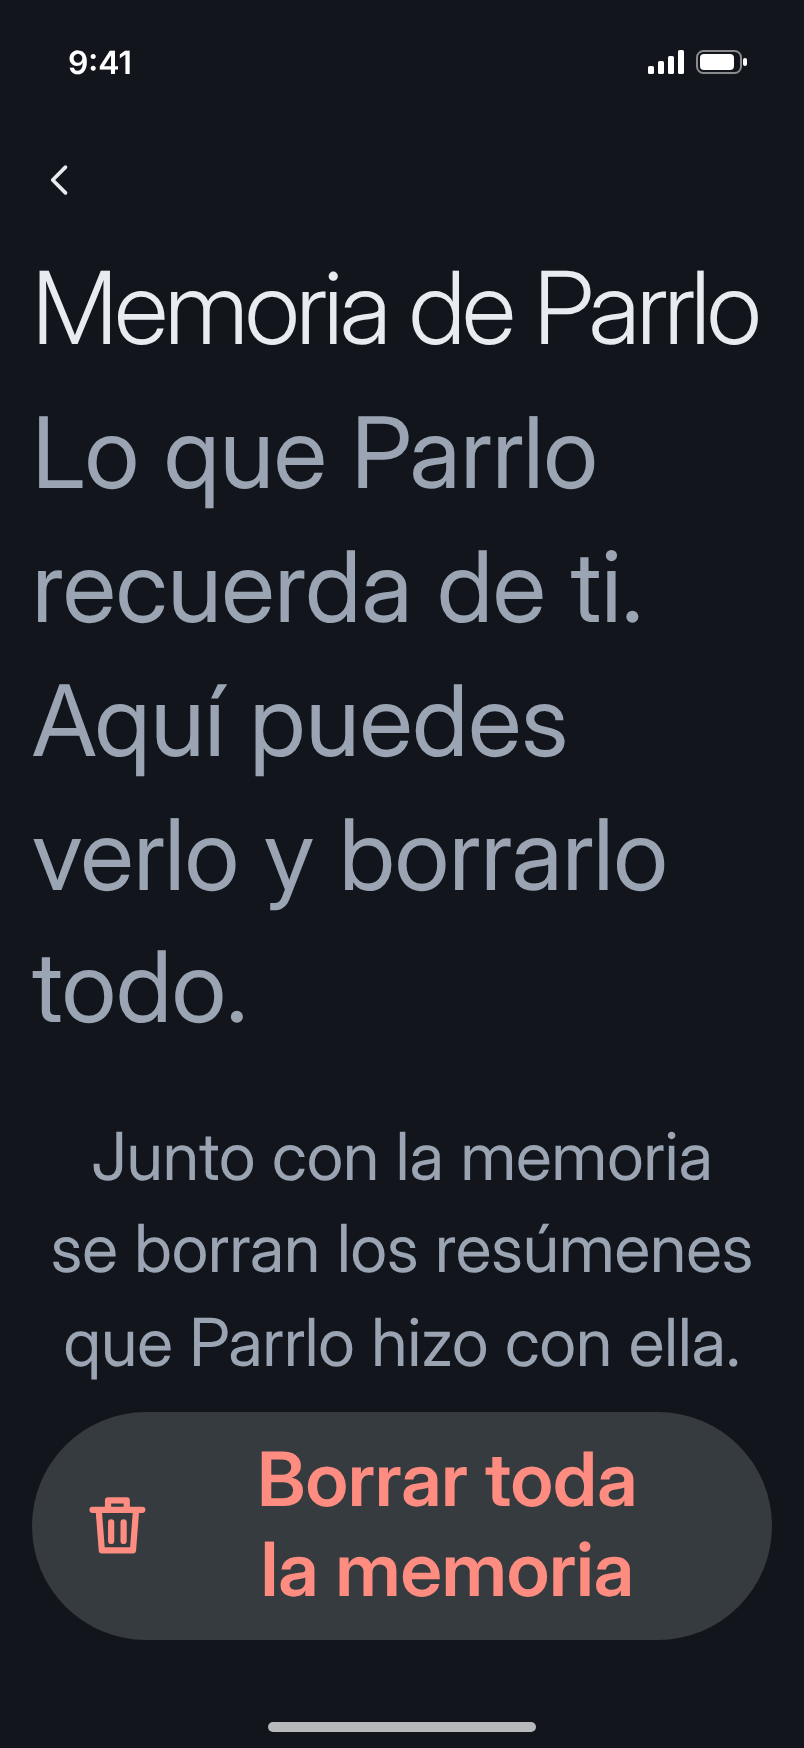 9:41
Memoria de Parrlo
Lo que Parrlo
recuerda de ti.
Aquí puedes
verlo y borrarlo
todo.
Junto con la memoria
se borran los resúmenes
que Parrlo hizo con ella.
Borrar toda
la memoria